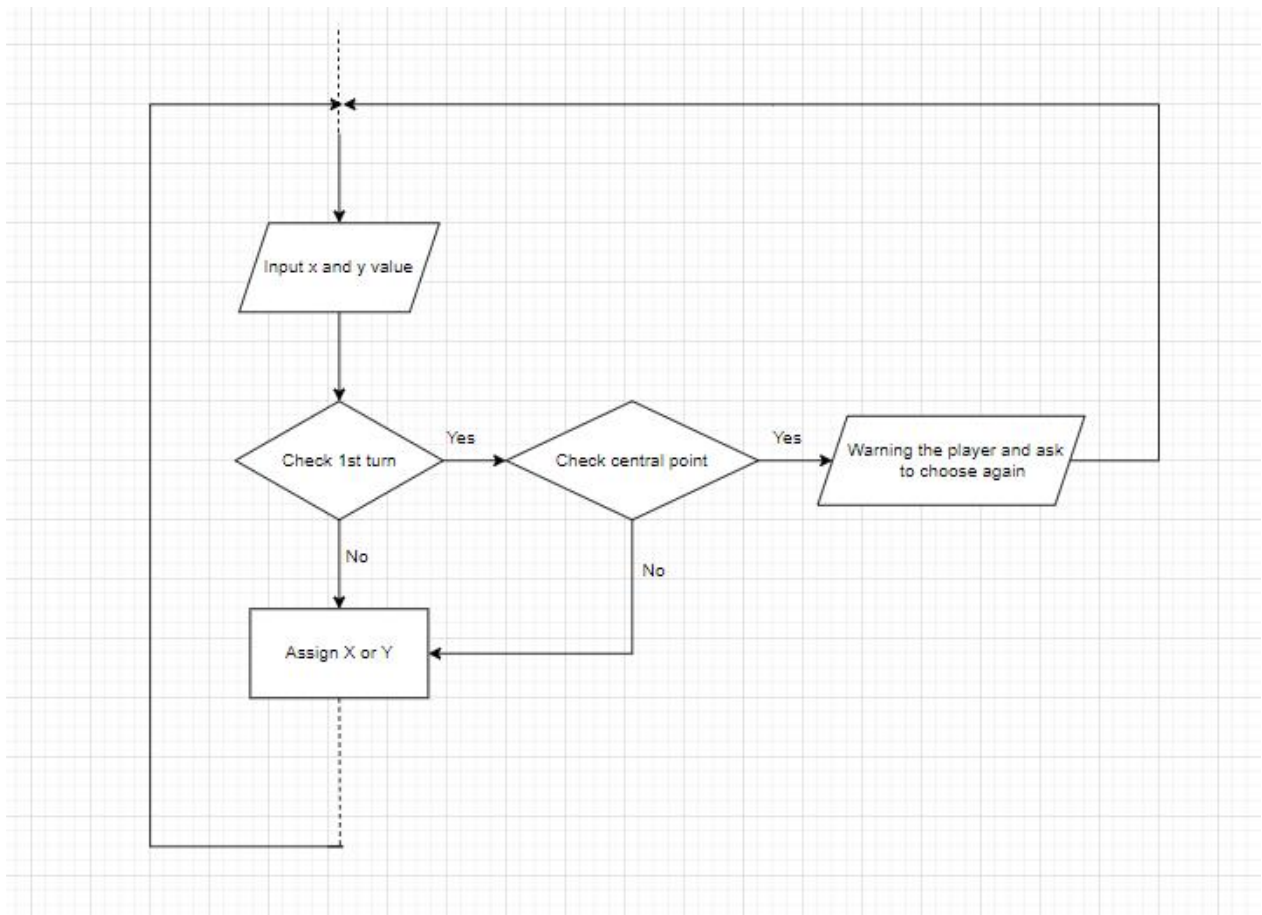 Input x and y value
Check 1st turn
Yes
Check central point
Yes
Warning the player and ask
to choose again
No
No
Assign X or Y